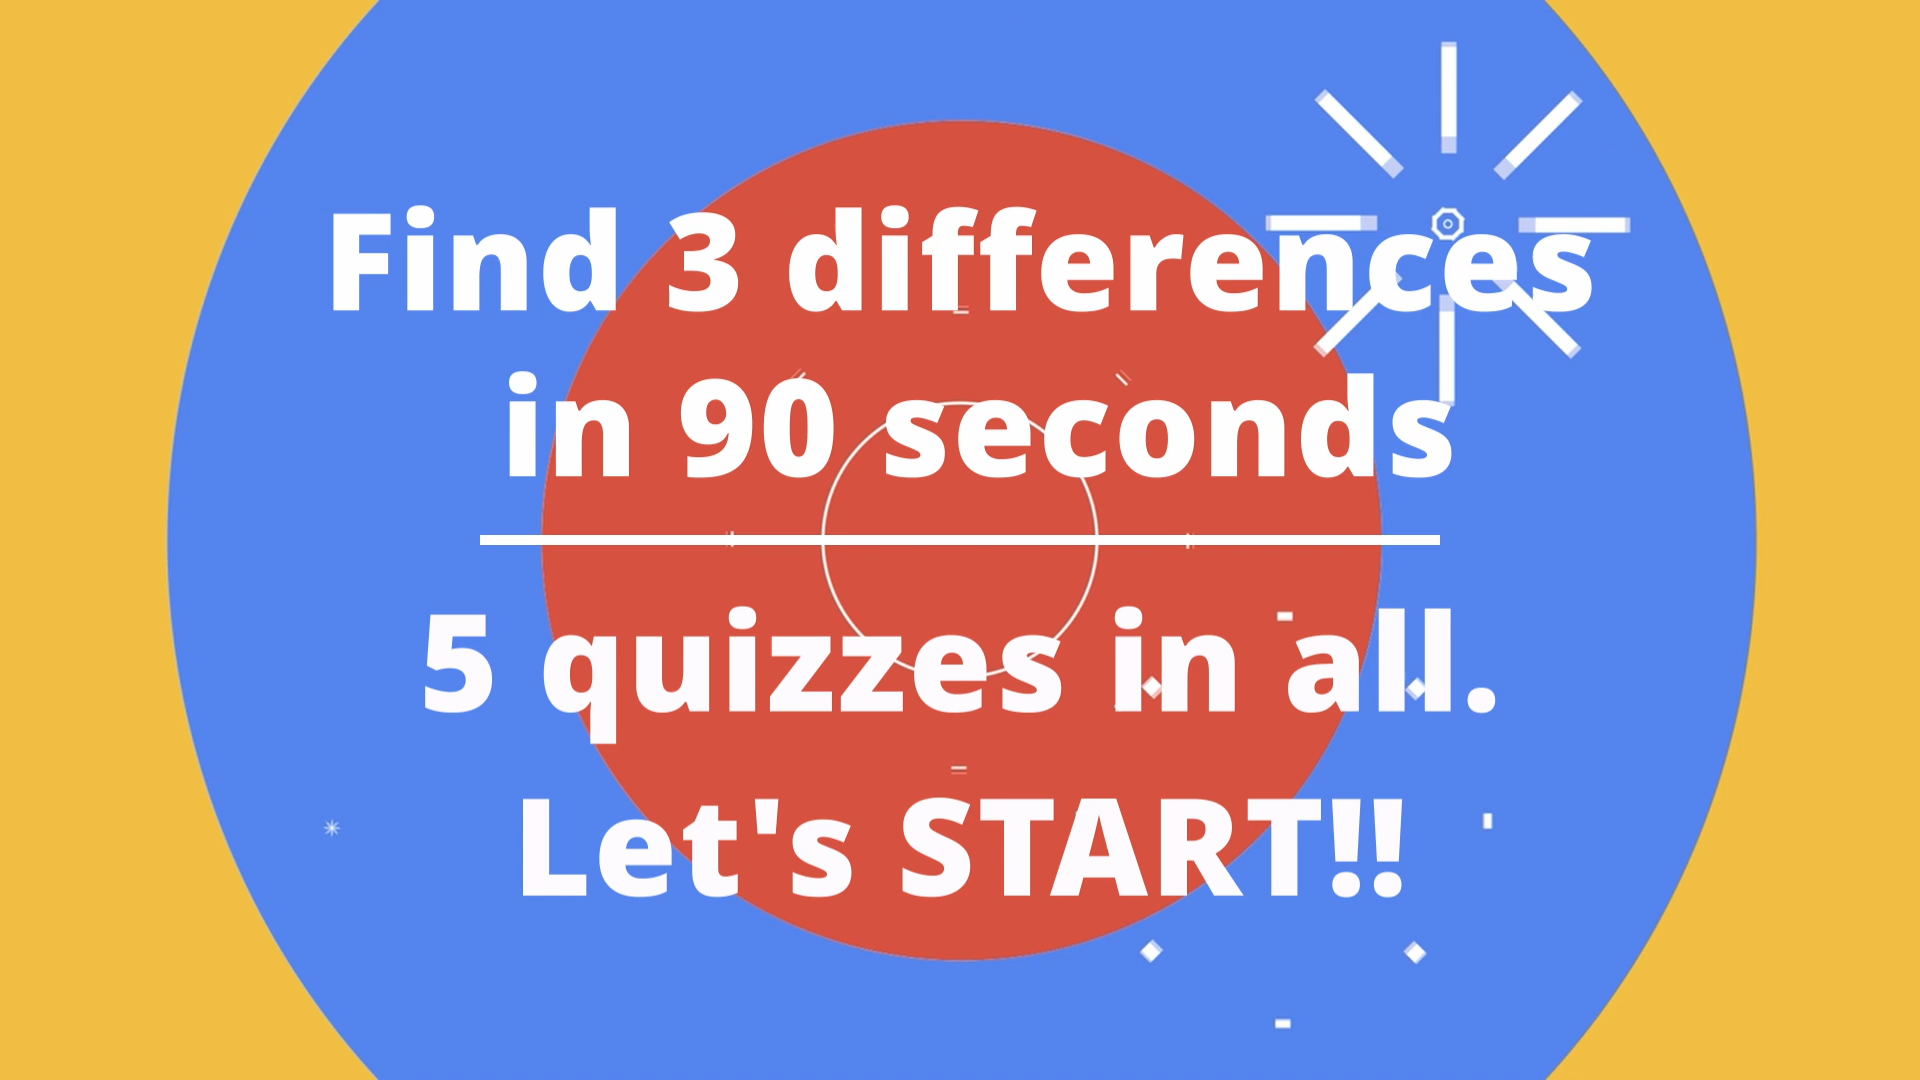 Find 3 differences
in 90 seconds
5 quizzes in all.
Let's START!!